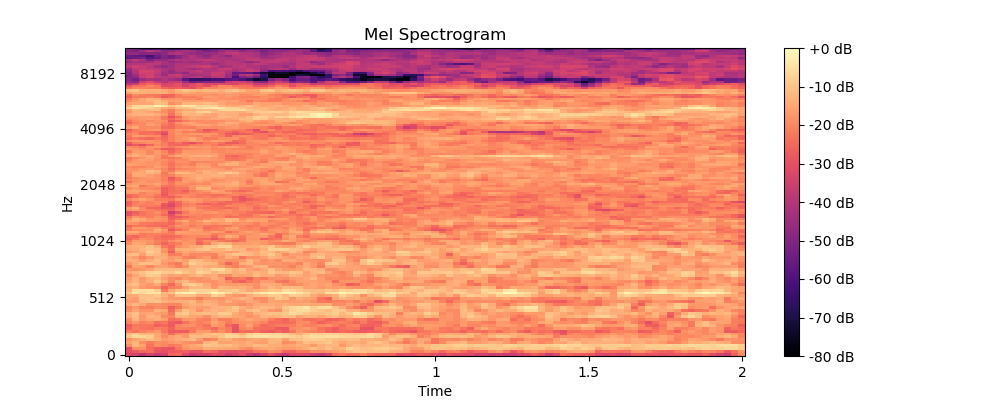 Mel Spectrogram
Hz
8192
4096
2048
1024
512
0
0
0.5
1
1.5
2
Time
+0 dB
-10 dB
-20 dB
-30 dB
-40 dB
-50 dB
-60 dB
-70 dB
-80 dB